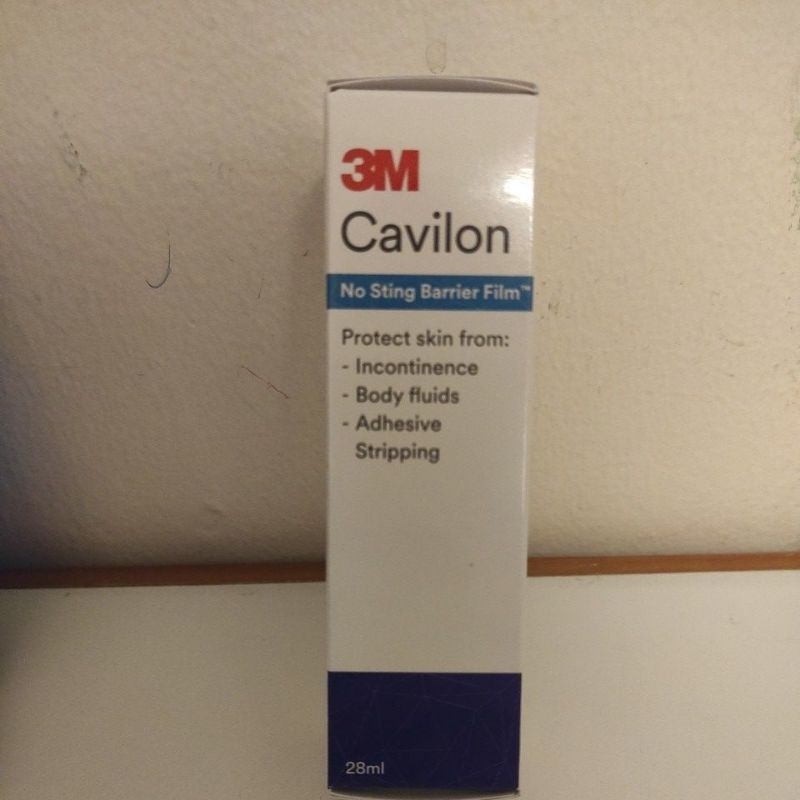 3M
Cavilon
No Sting Barrier Film™
Protect skin from:
- Incontinence
- Body fluids
- Adhesive
Stripping
28ml